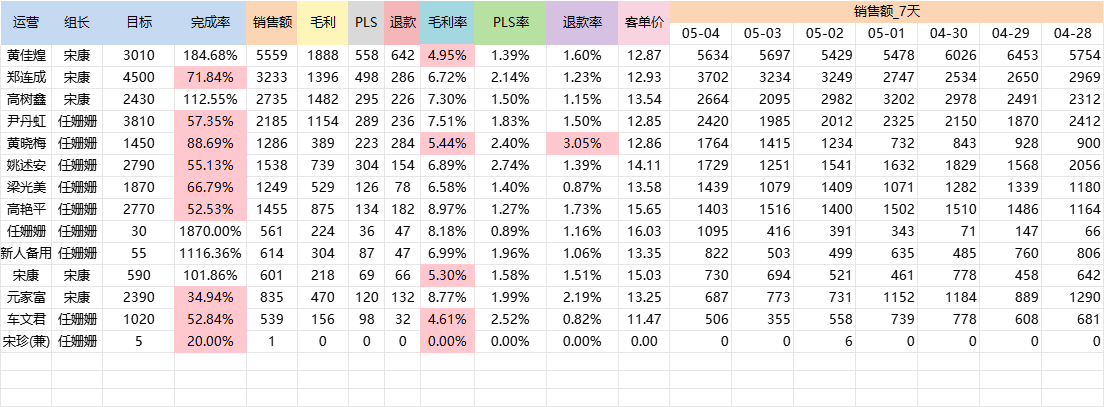 运营 组长 目标 完成率 销售额 毛利 PLS 退款 毛利率 PLS率 退款率 客单价 销售额_7天
05-04 05-03 05-02 05-01 04-30 04-29 04-28
黄佳煌 宋康 3010 184.68% 5559 1888 558 642 4.95% 1.39% 1.60% 12.87 5634 5697 5429 5478 6026 6453 5754
郑连成 宋康 4500 71.84% 3233 1396 498 286 6.72% 2.14% 1.23% 12.93 3702 3234 3249 2747 2534 2650 2969
高树鑫 宋康 2430 112.55% 2735 1482 295 226 7.30% 1.50% 1.15% 13.54 2664 2095 2982 3202 2978 2491 2312
尹丹虹 任姗姗 3810 57.35% 2185 1154 289 236 7.51% 1.83% 1.50% 12.85 2420 1985 2012 2325 2150 1870 2412
黄晓梅 任姗姗 1450 88.69% 1286 389 223 284 5.44% 2.40% 3.05% 12.86 1764 1415 1234 732 843 928 900
姚述安 任姗姗 2790 55.13% 1538 739 304 154 6.89% 2.74% 1.39% 14.11 1729 1251 1541 1632 1829 1568 2056
梁光美 任姗姗 1870 66.79% 1249 529 126 78 6.58% 1.40% 0.87% 13.58 1439 1079 1409 1071 1282 1339 1180
高艳平 任姗姗 2770 52.53% 1455 875 134 182 8.97% 1.27% 1.73% 15.65 1403 1516 1400 1502 1510 1486 1164
任姗姗 任姗姗 30 1870.00% 561 224 36 47 8.18% 0.89% 1.16% 16.03 1095 416 391 343 71 147 66
新人备用 任姗姗 55 1116.36% 614 304 87 47 6.99% 1.96% 1.06% 13.35 822 503 499 635 485 760 806
宋康 宋康 590 101.86% 601 218 69 66 5.30% 1.58% 1.51% 15.03 730 694 521 461 778 458 642
元家富 宋康 2390 34.94% 835 470 120 132 8.77% 1.99% 2.19% 13.25 687 773 731 1152 1184 889 1290
车文君 任姗姗 1020 52.84% 539 156 98 32 4.61% 2.52% 0.82% 11.47 506 355 558 739 778 608 681
宋珍(兼) 任姗姗 5 20.00% 1 0 0 0 0.00% 0.00% 0.00% 0.00 0 0 6 0 0 0 0